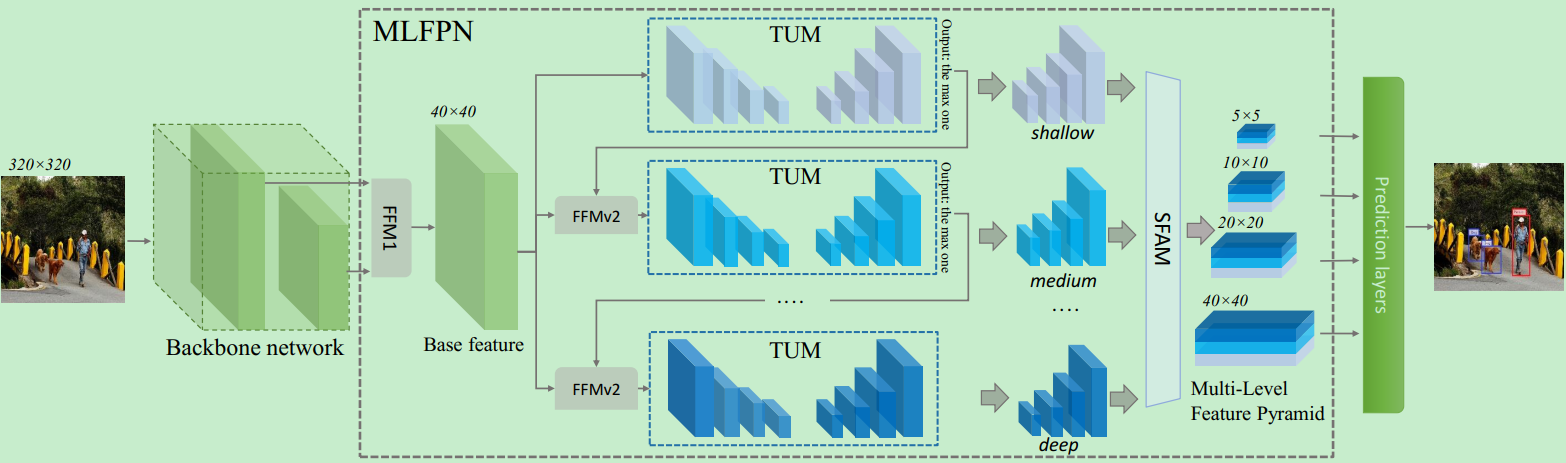 MLFPN
320×320
Backbone network
FFM1
40×40
Base feature
TUM
Output: the max one
shallow
FFMv2
TUM
Output: the max one
medium
....
....
FFMv2
TUM
deep
SFAM
5×5
10×10
20×20
40×40
Multi-Level
Feature Pyramid
Prediction layers